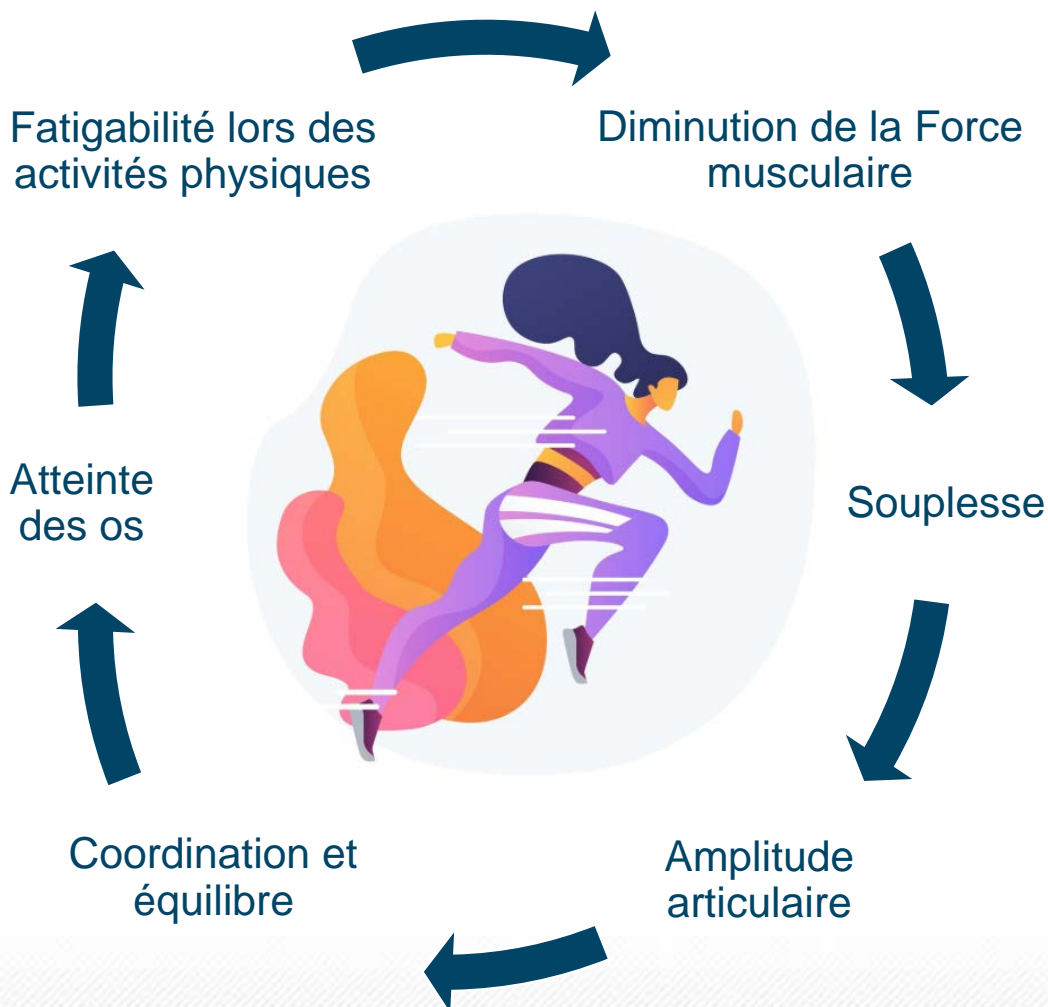 Fatigabilité lors des
activités physiques
Diminution de la Force
musculaire
Souplesse
Amplitude
articulaire
Coordination et
équilibre
Atteinte
des os